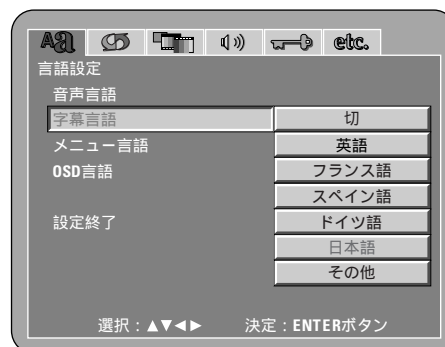 Aあ etc.
言語設定
音声言語
字幕言語 切
メニュー言語 英語
OSD言語 フランス語
スペイン語
設定終了 ドイツ語
日本語
その他
選択：▲▼◀▶ 決定：ENTERボタン